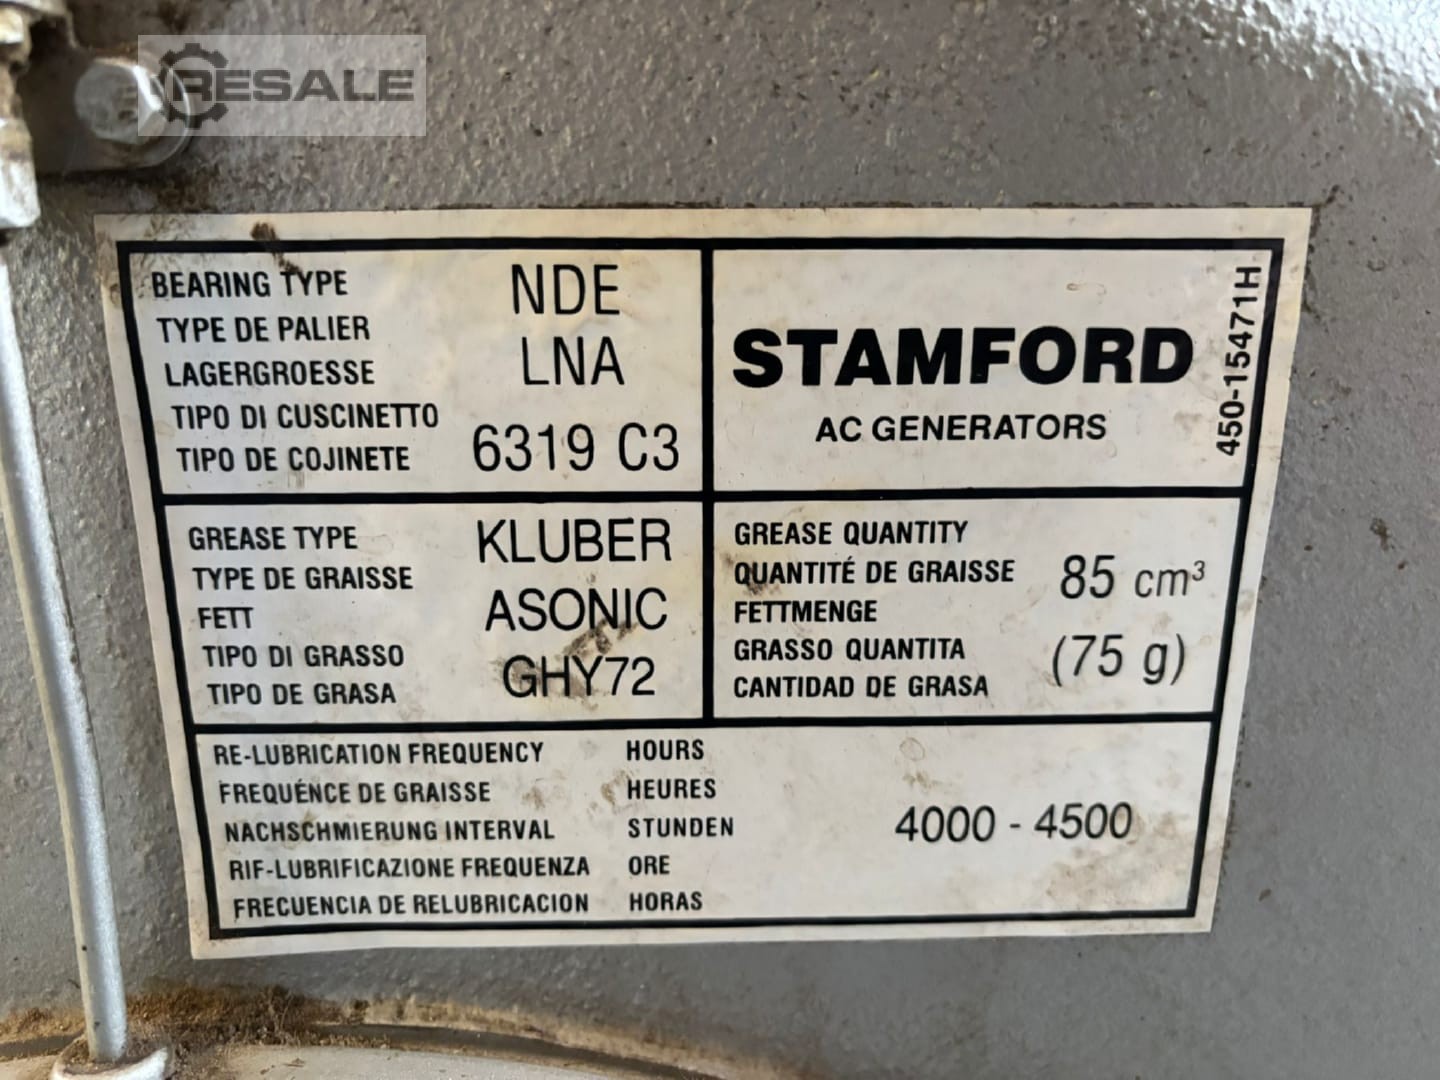 RESALE
BEARING TYPE
TYPE DE PALIER
LAGERGROESSE
TIPO DI CUSCINETTO
TIPO DE COJINETE
NDE
LNA
6319 C3
STAMFORD
AC GENERATORS
450-15471H
GREASE TYPE
TYPE DE GRAISSE
FETT
TIPO DI GRASSO
TIPO DE GRASA
KLUBER
ASONIC
GHY72
GREASE QUANTITY
QUANTITÉ DE GRAISSE
FETTMENGE
GRASSO QUANTITA
CANTIDAD DE GRASA
85 cm³
(75 g)
RE-LUBRICATION FREQUENCY HOURS
FREQUÉNCE DE GRAISSE HEURES
NACHSCHMIERUNG INTERVAL STUNDEN
RIF-LUBRIFICAZIONE FREQUENZA ORE
FRECUENCIA DE RELUBRICACION HORAS
4000 - 4500